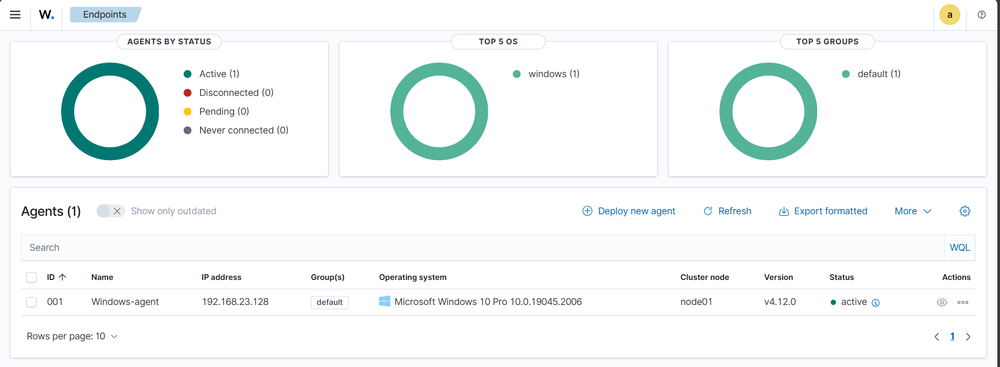 W. Endpoints a
AGENTS BY STATUS
Active (1)
Disconnected (0)
Pending (0)
Never connected (0)
TOP 5 OS
windows (1)
TOP 5 GROUPS
default (1)
Agents (1) Show only outdated Deploy new agent Refresh Export formatted More
Search WQL
ID Name IP address Group(s) Operating system Cluster node Version Status Actions
001 Windows-agent 192.168.23.128 default Microsoft Windows 10 Pro 10.0.19045.2006 node01 v4.12.0 active
Rows per page: 10 1